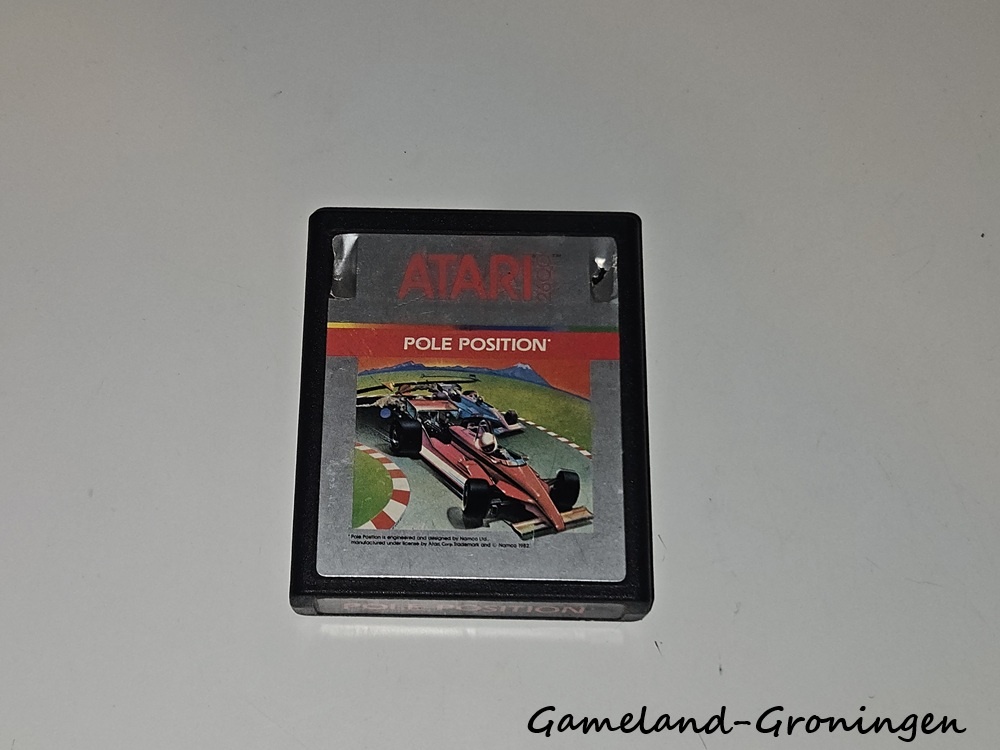 ATARI 2600™
POLE POSITION*
Pole Position is engineered and designed by Namco Ltd.,
manufactured under license by Atari, Corp. Trademark and © Namco 1982
POLE POSITION
Gameland-Groningen